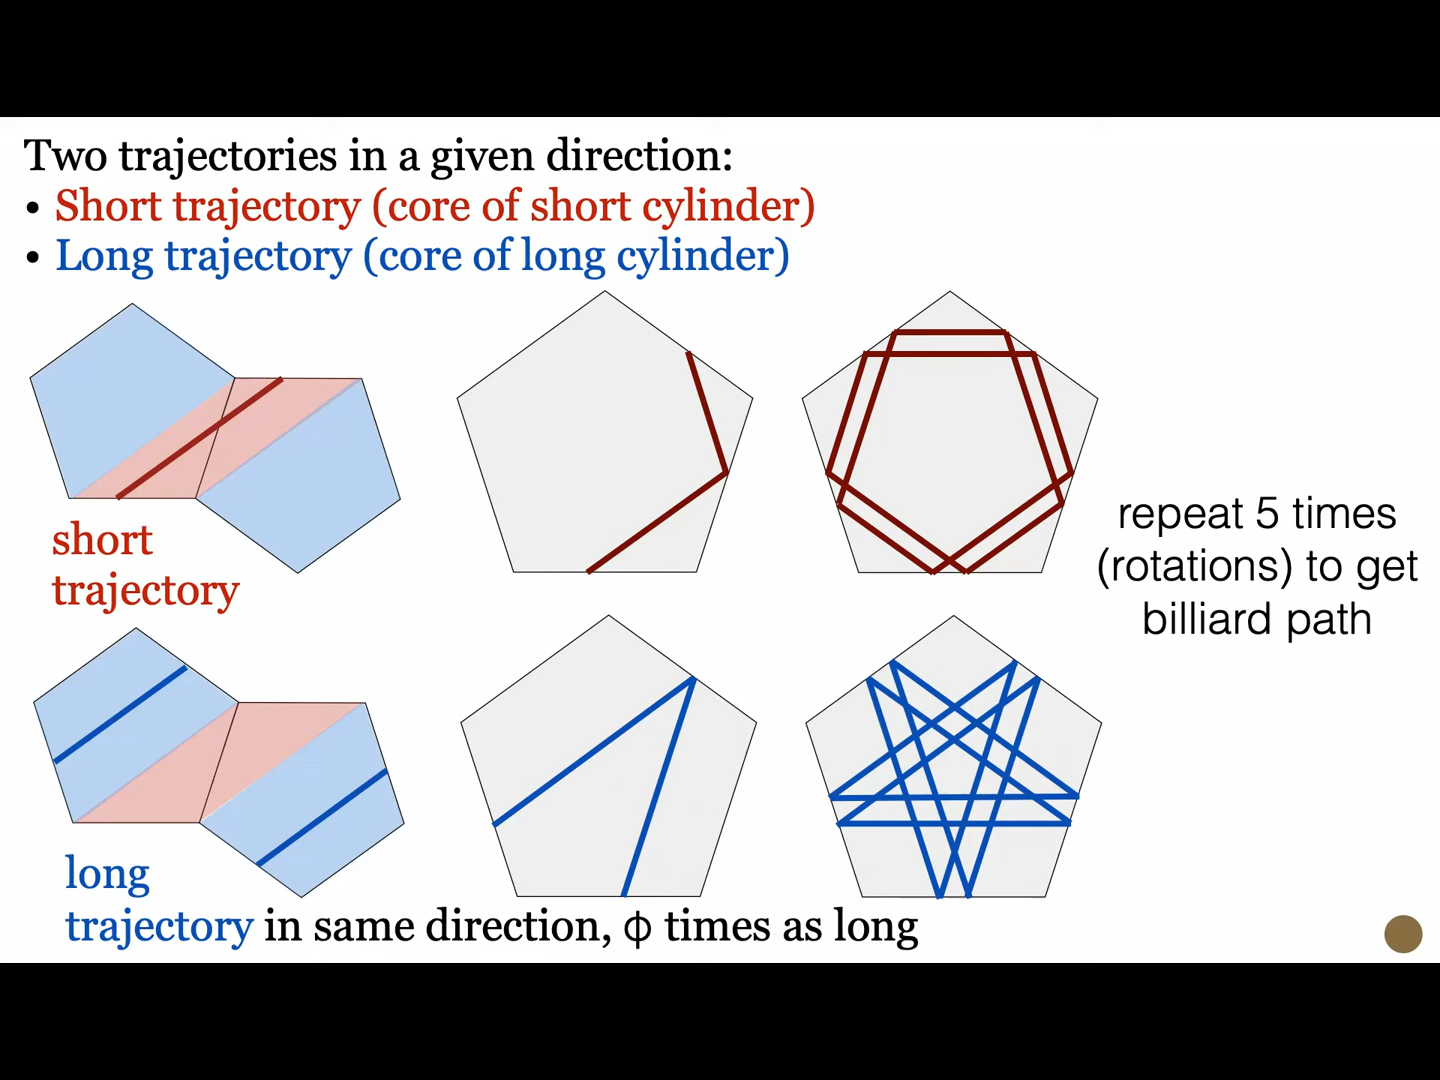 Two trajectories in a given direction:
• Short trajectory (core of short cylinder)
• Long trajectory (core of long cylinder)
short
trajectory
repeat 5 times
(rotations) to get
billiard path
long
trajectory in same direction, ϕ times as long